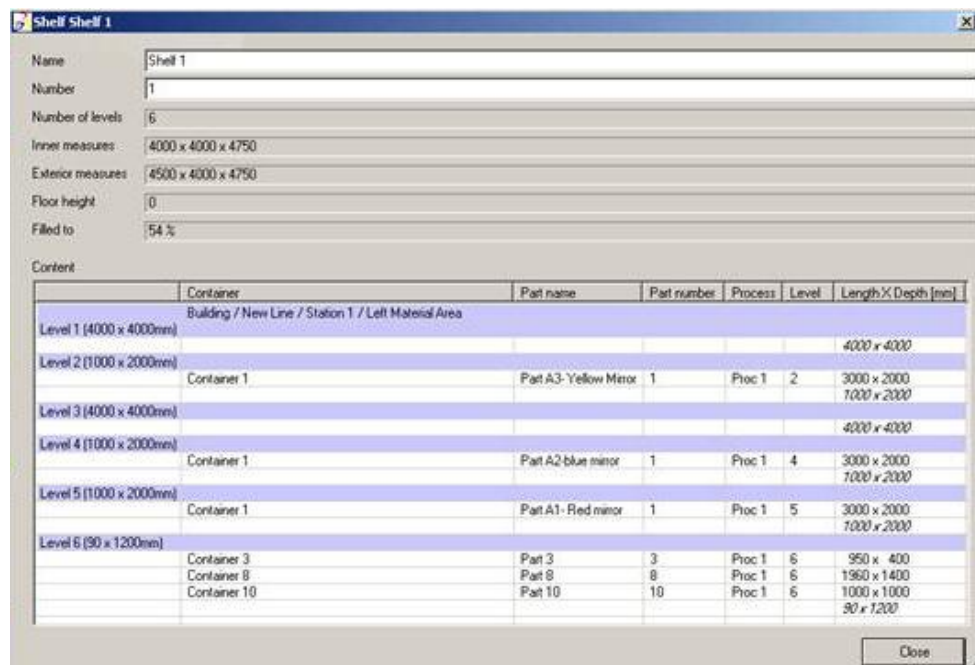 Shelf Shelf 1
Name Shelf 1
Number 1
Number of levels 6
Inner measures 4000 x 4000 x 4750
Exterior measures 4500 x 4000 x 4750
Floor height 0
Filled to 54 %
Content
Container Part name Part number Process Level Length X Depth [mm]
Building / New Line / Station 1 / Left Material Area
Level 1 (4000 x 4000mm)
4000 x 4000
Level 2 (1000 x 2000mm)
Container 1 Part A3- Yellow Mirror 1 Proc 1 2 3000 x 2000
1000 x 2000
Level 3 (4000 x 4000mm)
4000 x 4000
Level 4 (1000 x 2000mm)
Container 1 Part A2-blue mirror 1 Proc 1 4 3000 x 2000
1000 x 2000
Level 5 (1000 x 2000mm)
Container 1 Part A1- Red mirror 1 Proc 1 5 3000 x 2000
1000 x 2000
Level 6 (90 x 1200mm)
Container 3 Part 3 3 Proc 1 6 950 x 400
Container 8 Part 8 8 Proc 1 6 1960 x 1400
Container 10 Part 10 10 Proc 1 6 1000 x 1000
90 x 1200
Close